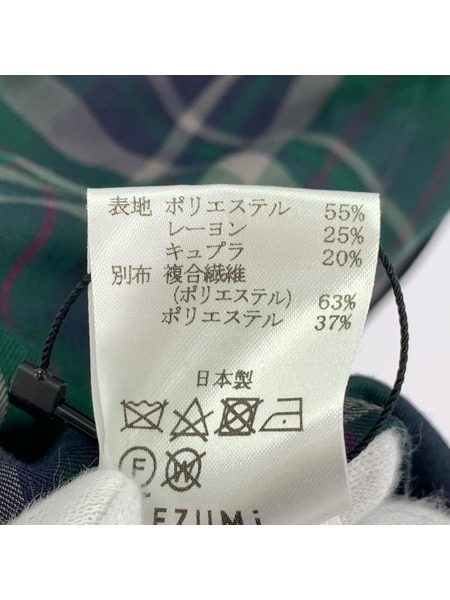 表地 ポリエステル 55%
レーヨン 25%
キュプラ 20%
別布 複合繊維
(ポリエステル) 63%
ポリエステル 37%
日本製
F W
EZUMi